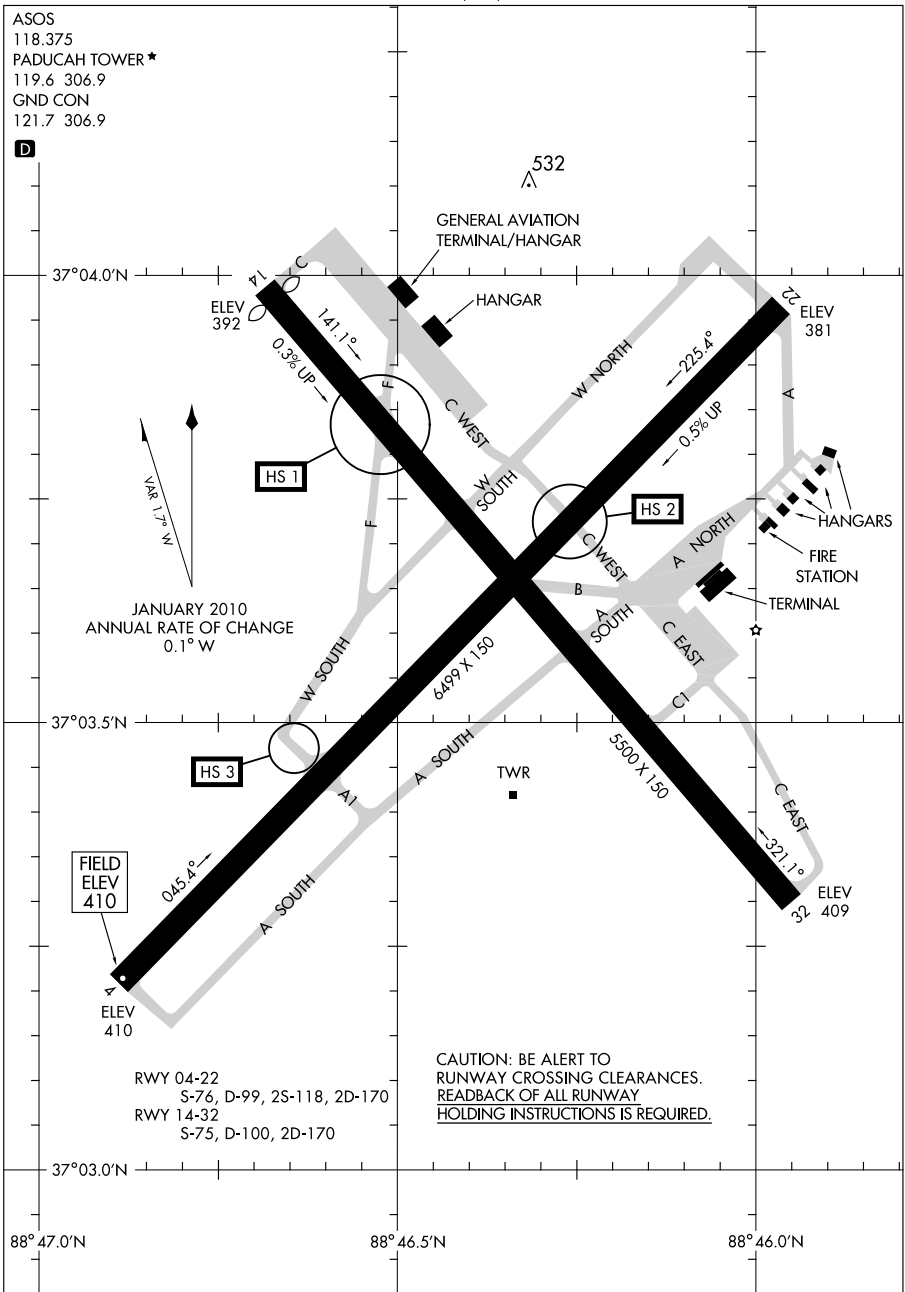 ASOS
118.375
PADUCAH TOWER ★
119.6 306.9
GND CON
121.7 306.9
D
532
GENERAL AVIATION
TERMINAL/HANGAR
HANGAR
37°04.0'N
14
C
ELEV
392
22
ELEV
381
141.1°
0.3% UP
225.4°
0.5% UP
W NORTH
A
F
C WEST
HS 1
W
SOUTH
HS 2
VAR 1.7° W
F
C WEST
A NORTH
HANGARS
FIRE
STATION
TERMINAL
B
A
SOUTH
C EAST
JANUARY 2010
ANNUAL RATE OF CHANGE
0.1° W
W SOUTH
6499 X 150
C1
37°03.5'N
HS 3
A SOUTH
TWR
5500 X 150
A1
C EAST
FIELD
ELEV
410
045.4°
A SOUTH
321.1°
32
ELEV
409
4
ELEV
410
RWY 04-22
S-76, D-99, 2S-118, 2D-170
RWY 14-32
S-75, D-100, 2D-170
CAUTION: BE ALERT TO
RUNWAY CROSSING CLEARANCES.
READBACK OF ALL RUNWAY
HOLDING INSTRUCTIONS IS REQUIRED.
37°03.0'N
88°47.0'N
88°46.5'N
88°46.0'N